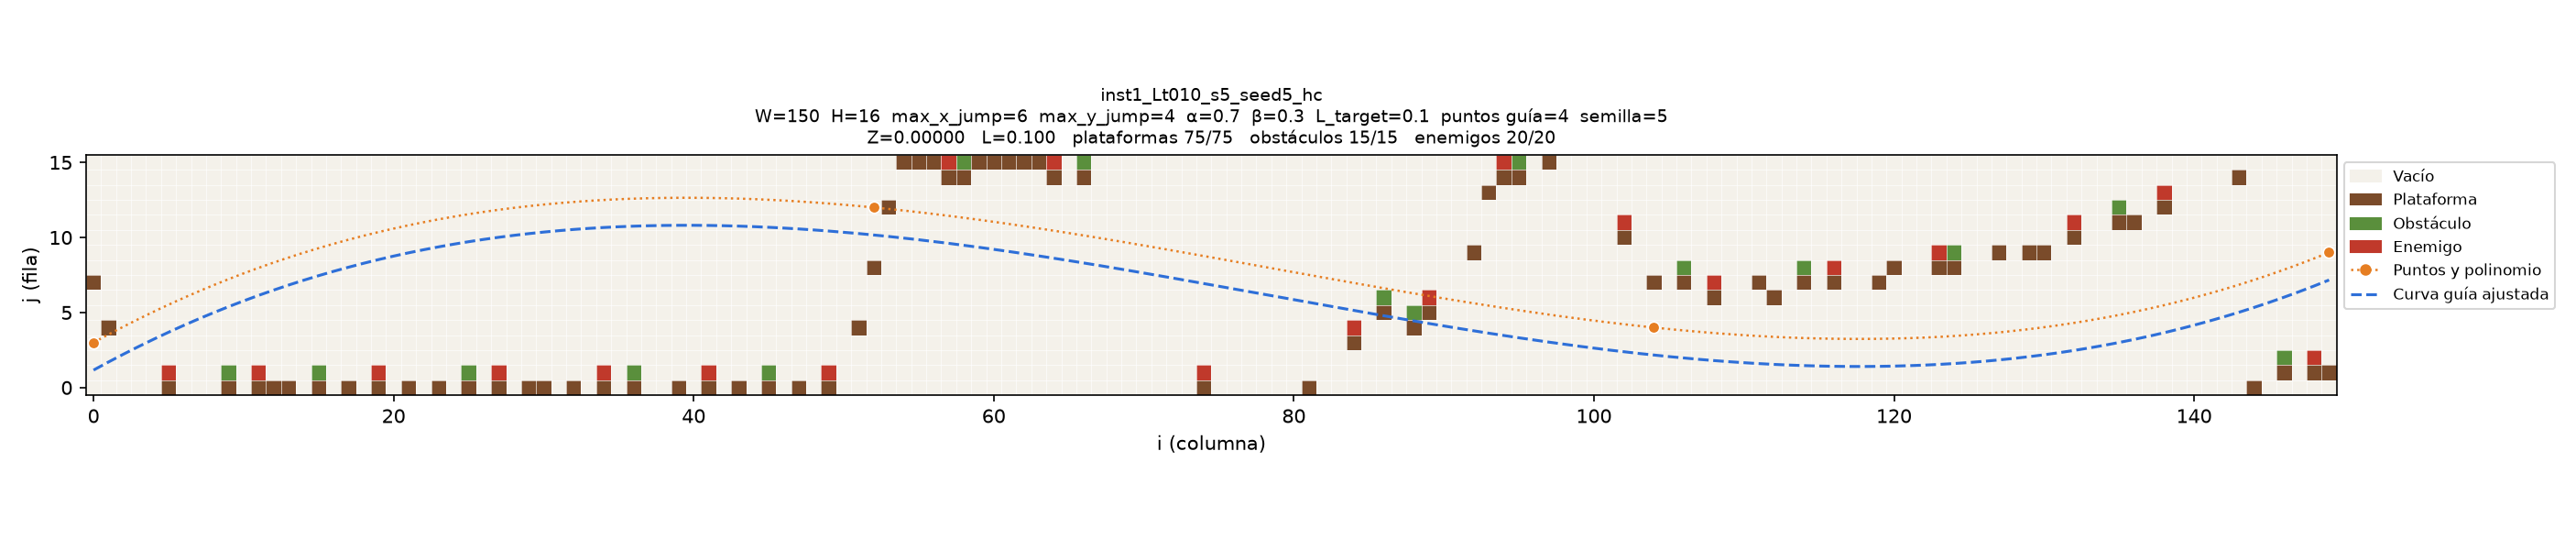 inst1_Lt010_s5_seed5_hc
W=150 H=16 max_x_jump=6 max_y_jump=4 α=0.7 β=0.3 L_target=0.1 puntos guía=4 semilla=5
Z=0.00000 L=0.100 plataformas 75/75 obstáculos 15/15 enemigos 20/20
15
10
5
0
j (fila)
0 20 40 60 80 100 120 140
i (columna)
Vacío
Plataforma
Obstáculo
Enemigo
Puntos y polinomio
Curva guía ajustada